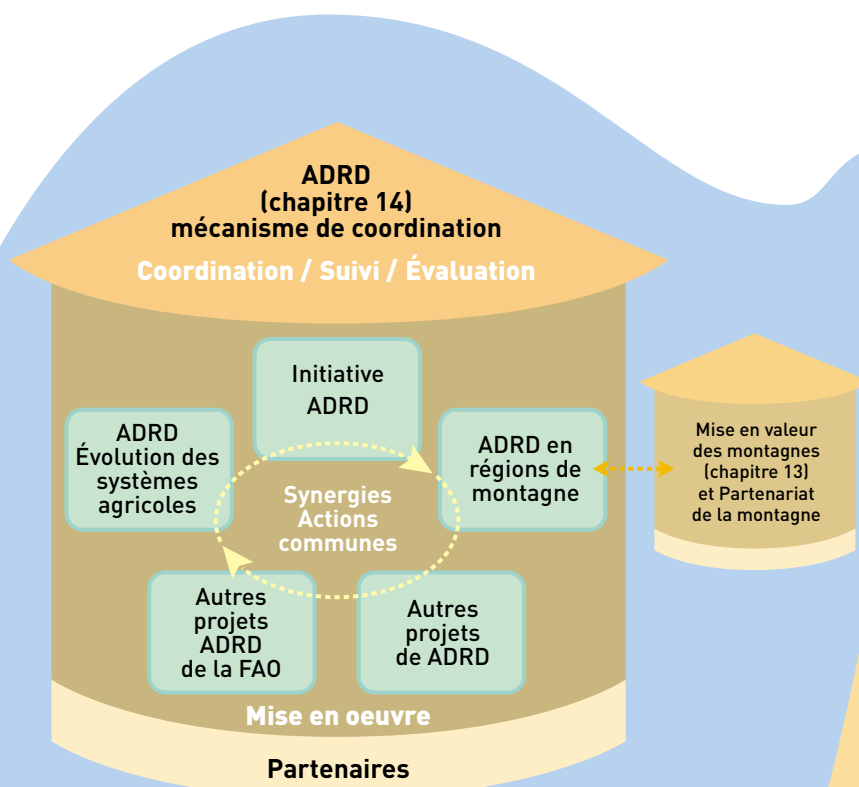 ADRD
(chapitre 14)
mécanisme de coordination
Coordination / Suivi / Évaluation
Initiative
ADRD
ADRD
Évolution des
systèmes
agricoles
ADRD en
régions de
montagne
Synergies
Actions
communes
Autres
projets
ADRD
de la FAO
Autres
projets
de ADRD
Mise en oeuvre
Partenaires
Mise en valeur
des montagnes
(chapitre 13)
et Partenariat
de la montagne